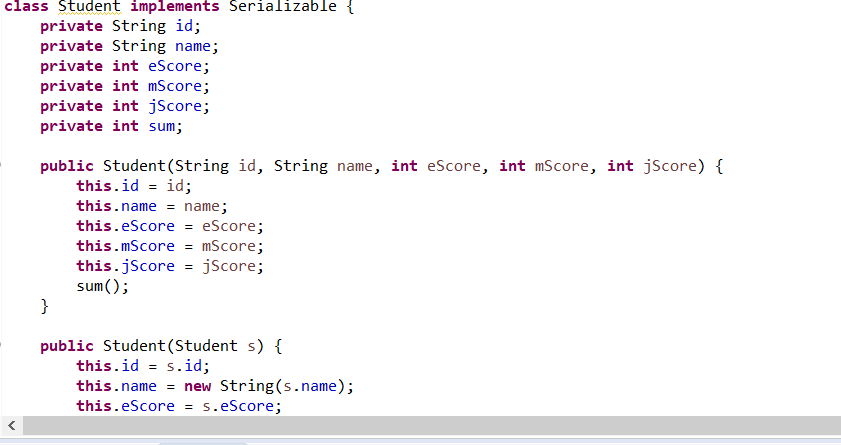 class Student implements Serializable {
    private String id;
    private String name;
    private int eScore;
    private int mScore;
    private int jScore;
    private int sum;

    public Student(String id, String name, int eScore, int mScore, int jScore) {
        this.id = id;
        this.name = name;
        this.eScore = eScore;
        this.mScore = mScore;
        this.jScore = jScore;
        sum();
    }

    public Student(Student s) {
        this.id = s.id;
        this.name = new String(s.name);
        this.eScore = s.eScore;